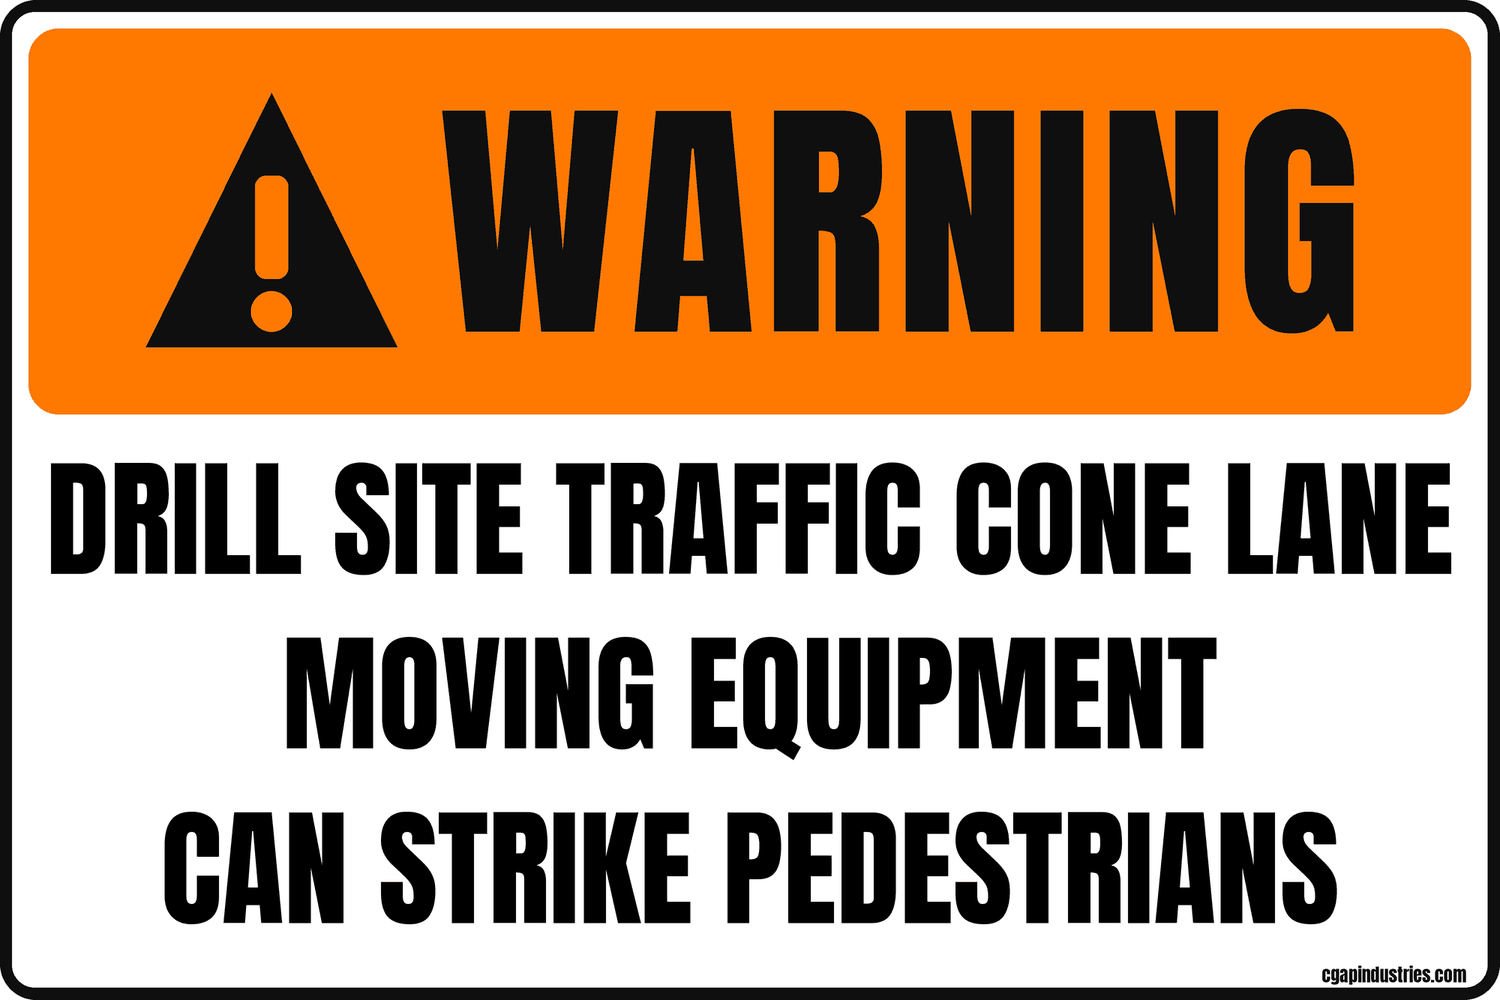 WARNING
DRILL SITE TRAFFIC CONE LANE
MOVING EQUIPMENT
CAN STRIKE PEDESTRIANS
cgapindustries.com